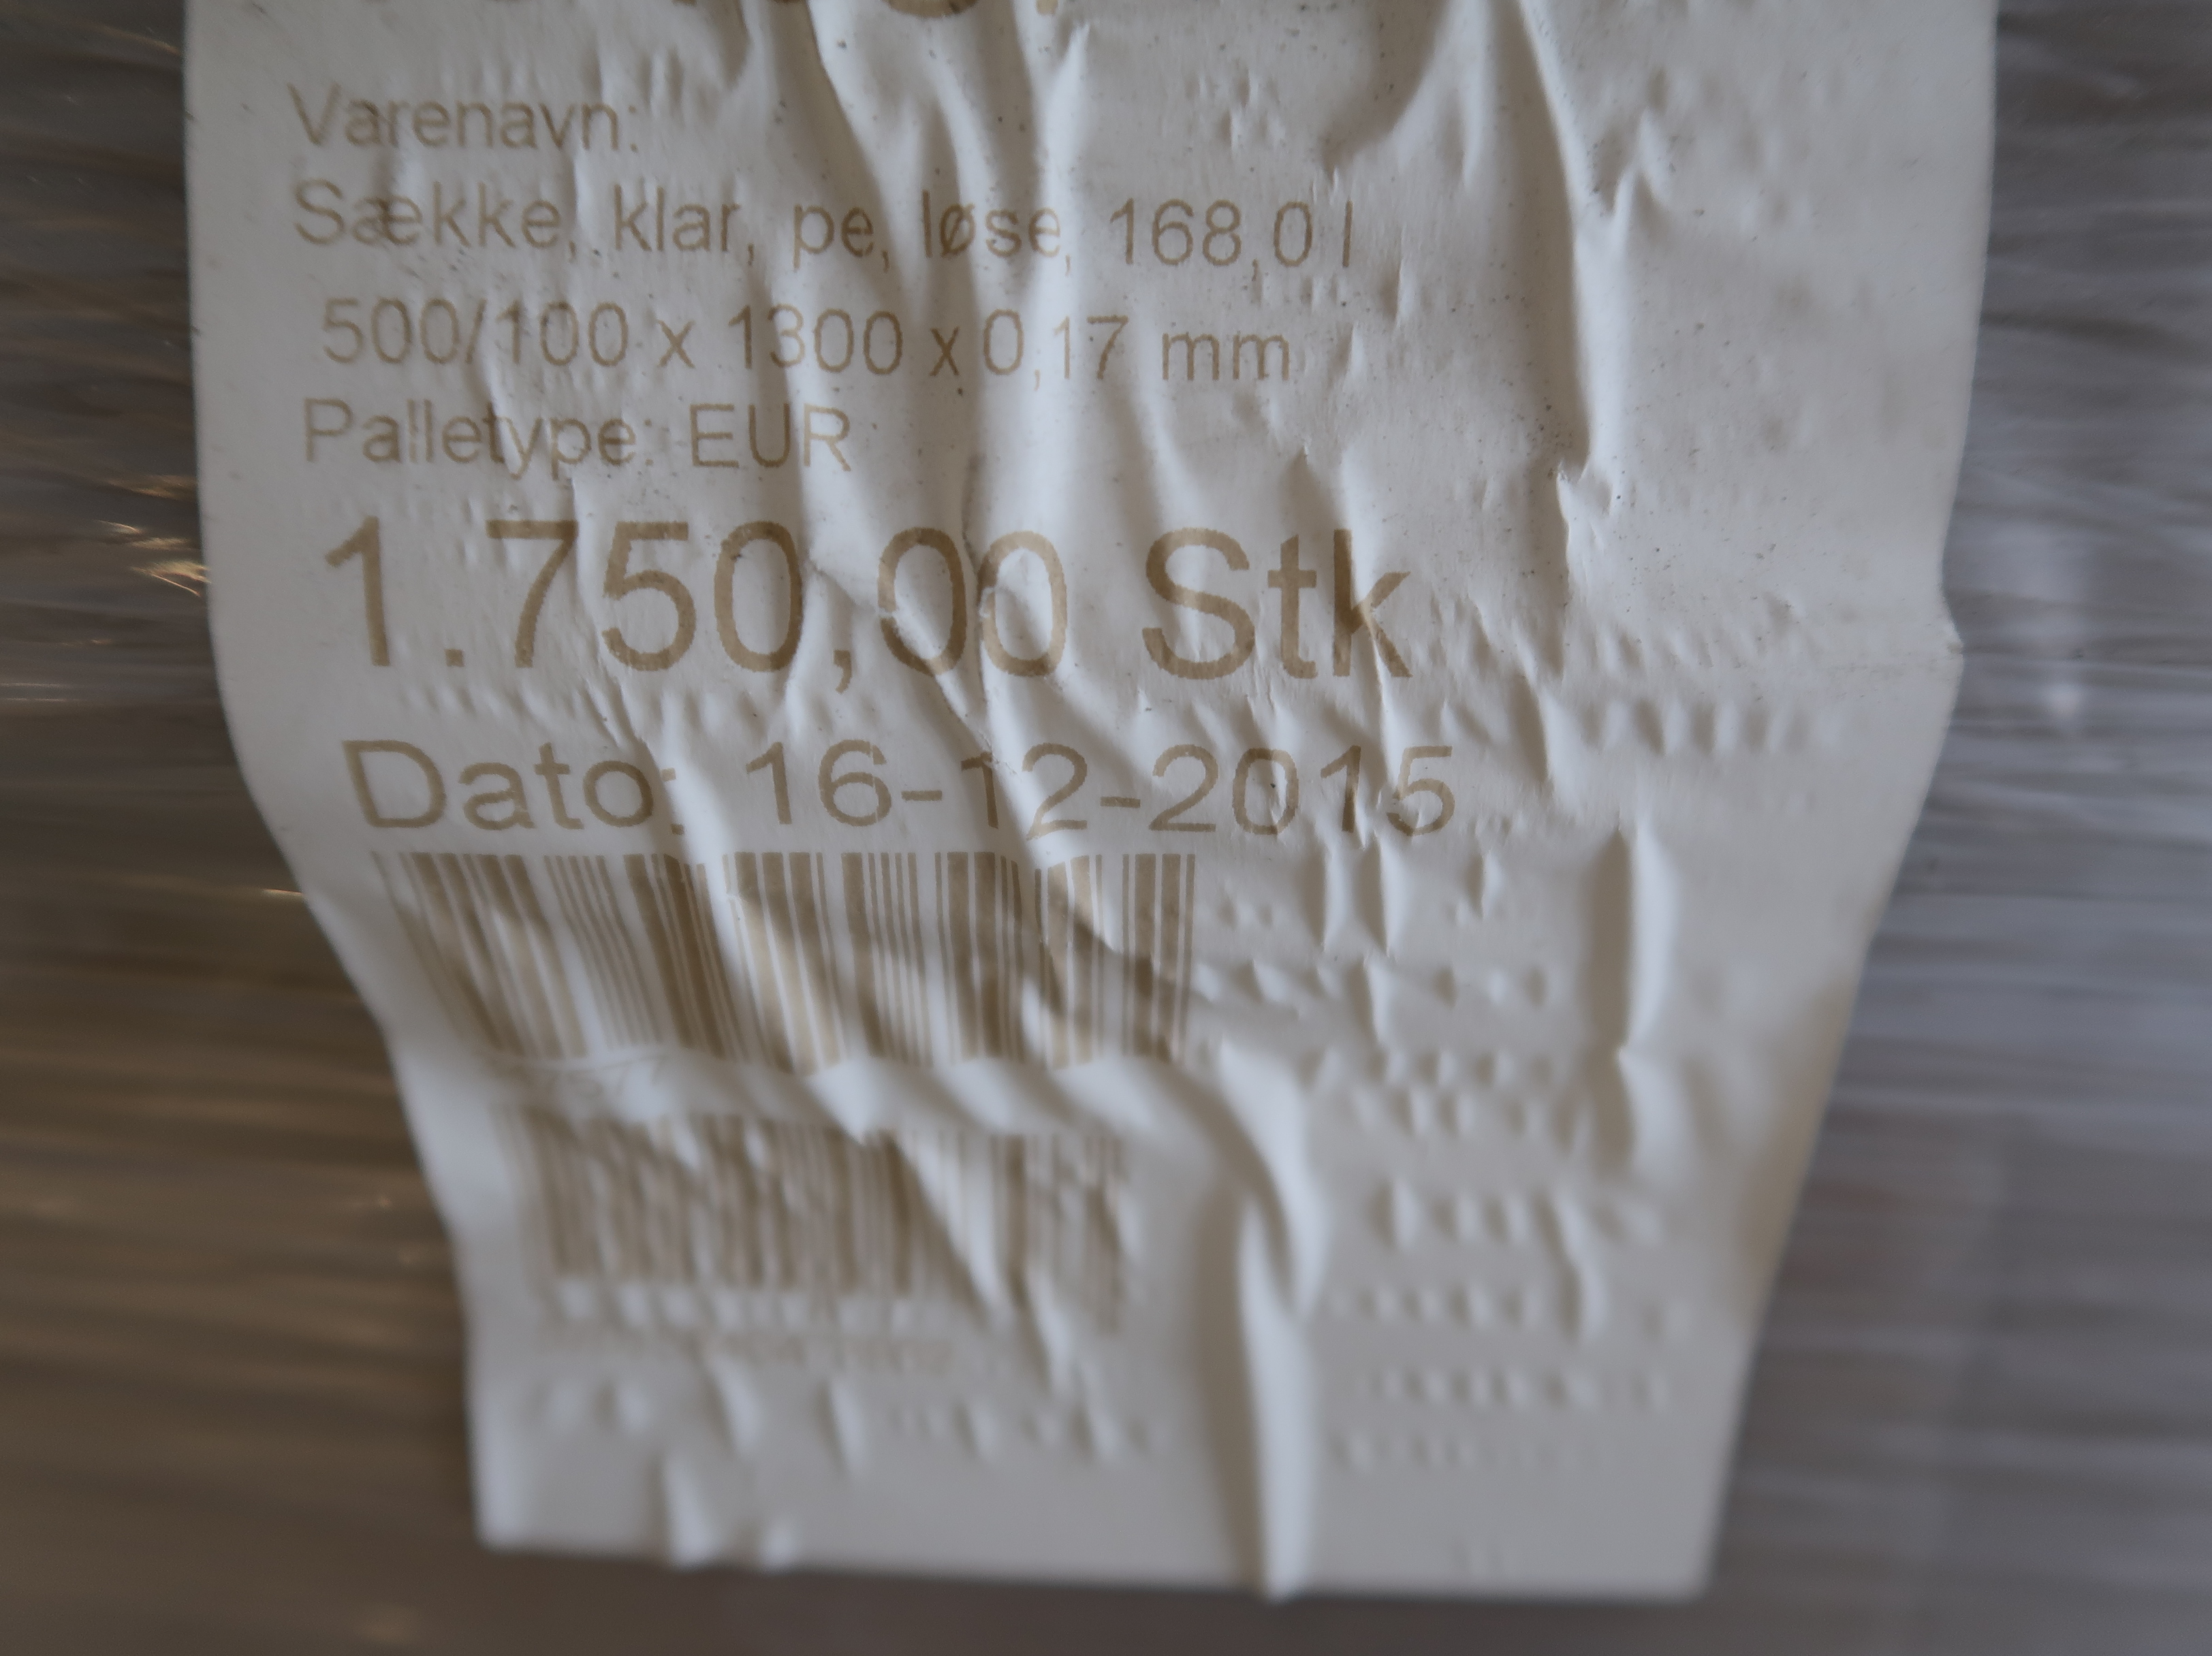 Varenavn:
Sække, klar, pe, løse, 168,0 l
500/100 x 1300 x 0,17 mm
Palletype: EUR
1.750,00 Stk
Dato: 16-12-2015